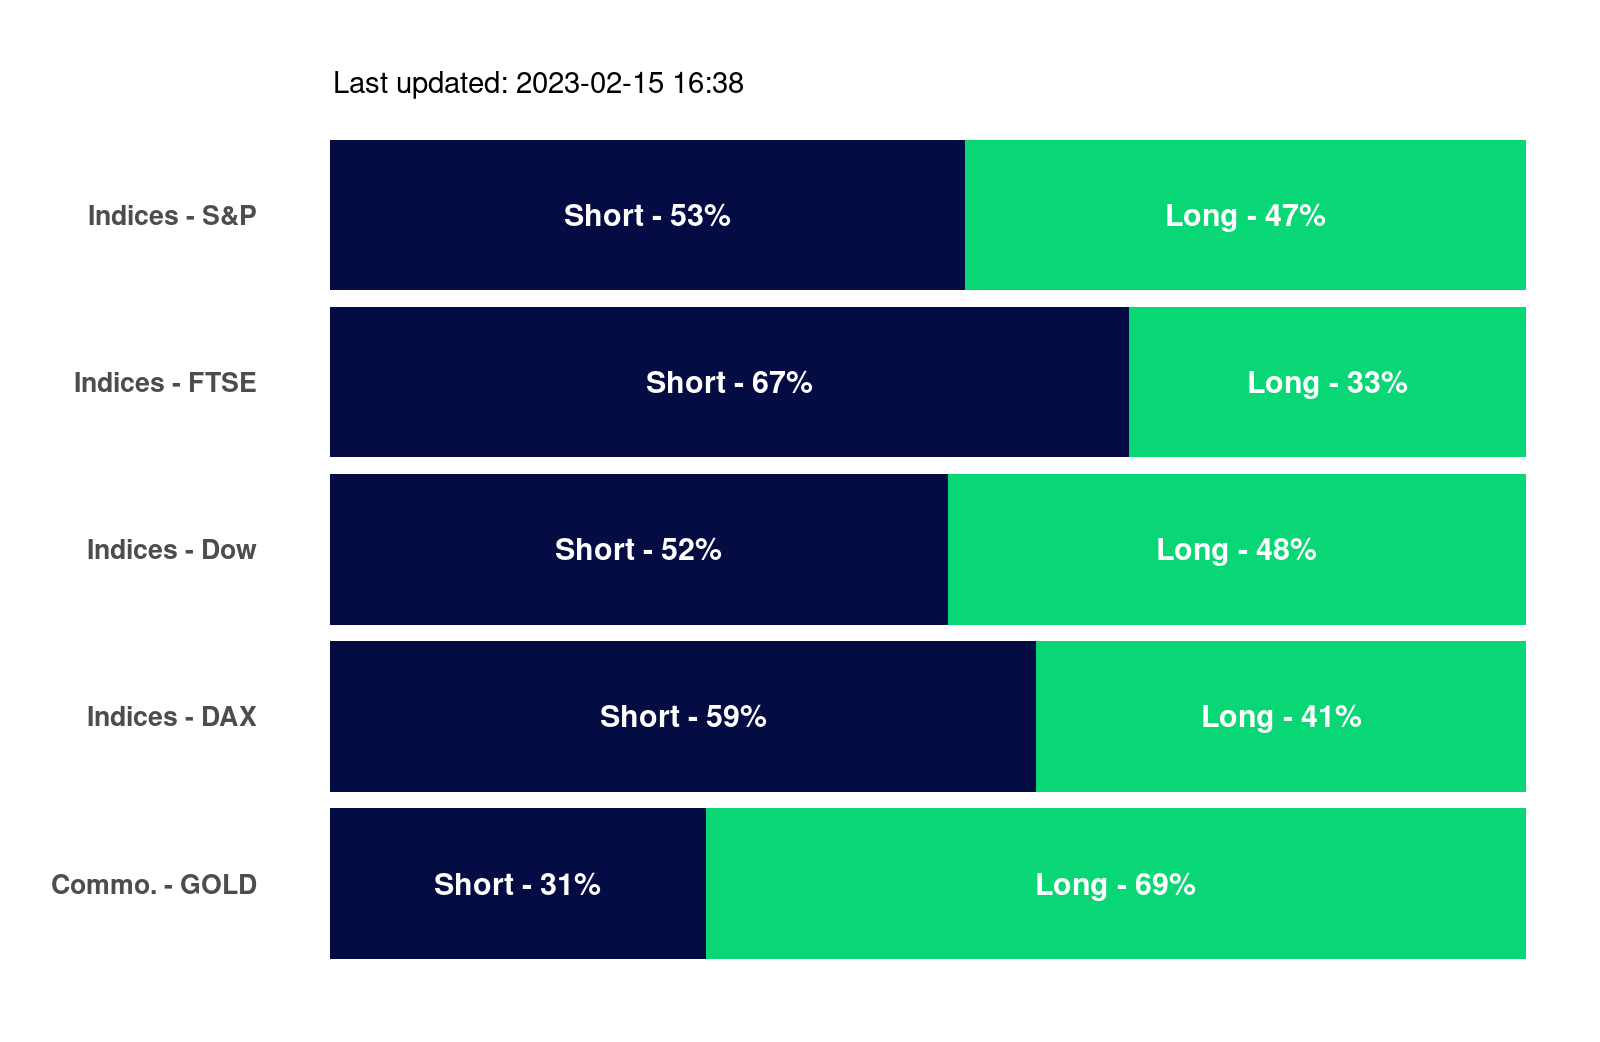 Last updated: 2023-02-15 16:38
Indices - S&P
Short - 53%
Long - 47%
Indices - FTSE
Short - 67%
Long - 33%
Indices - Dow
Short - 52%
Long - 48%
Indices - DAX
Short - 59%
Long - 41%
Commo. - GOLD
Short - 31%
Long - 69%